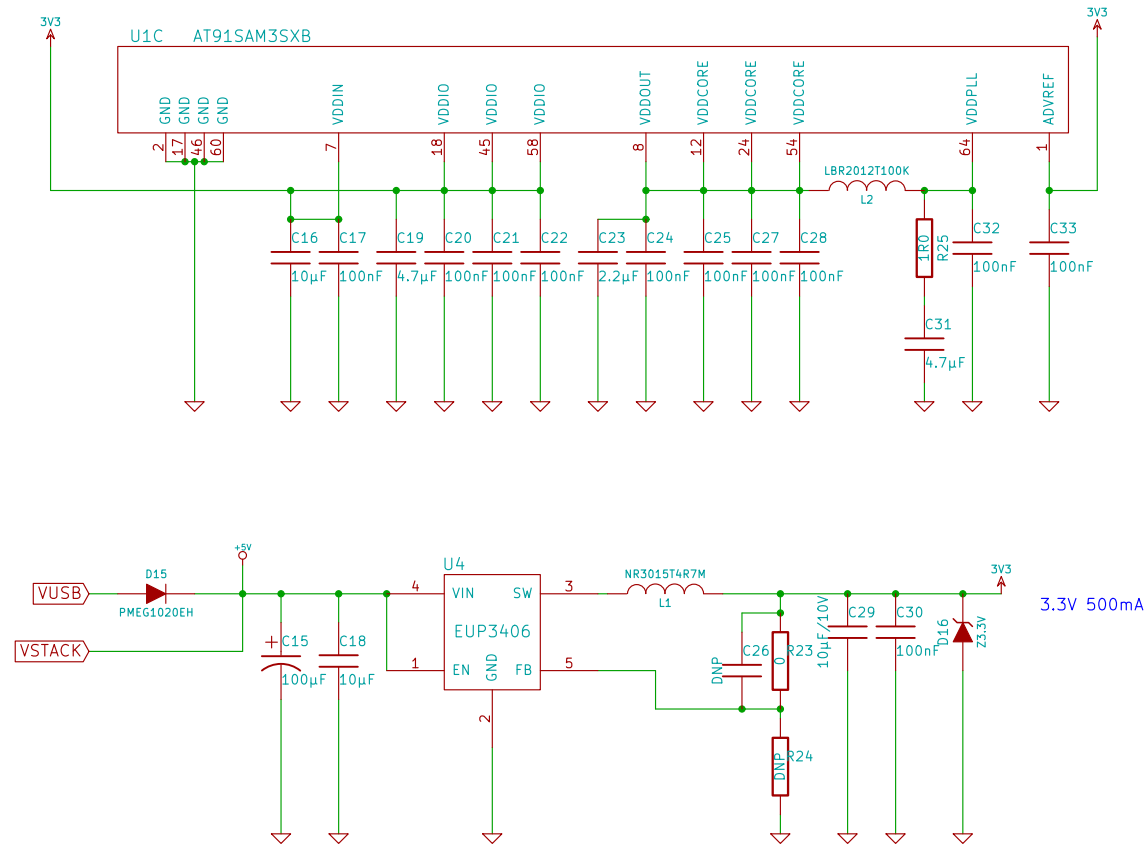 3V3
3V3
U1C AT91SAM3SXB
GND
GND
GND
GND
VDDIN
VDDIO
VDDIO
VDDIO
VDDOUT
VDDCORE
VDDCORE
VDDCORE
VDDPLL
ADVREF
2
17
46
60
7
18
45
58
8
12
24
54
64
1
LBR2012T100K
L2
C16
C17
C19
C20
C21
C22
C23
C24
C25
C27
C28
1R0
R25
C32
C33
10µF
100nF
4.7µF
100nF
100nF
100nF
2.2µF
100nF
100nF
100nF
100nF
100nF
100nF
C31
4.7µF
+5V
VUSB
D15
PMEG1020EH
VSTACK
C15
100µF
C18
10µF
U4
4
VIN
SW
3
EUP3406
1
EN
GND
FB
5
2
NR3015T4R7M
L1
C26
DNP
0
R23
DNP
R24
C29
10µF/10V
C30
100nF
D16
Z3.3V
3V3
3.3V 500mA